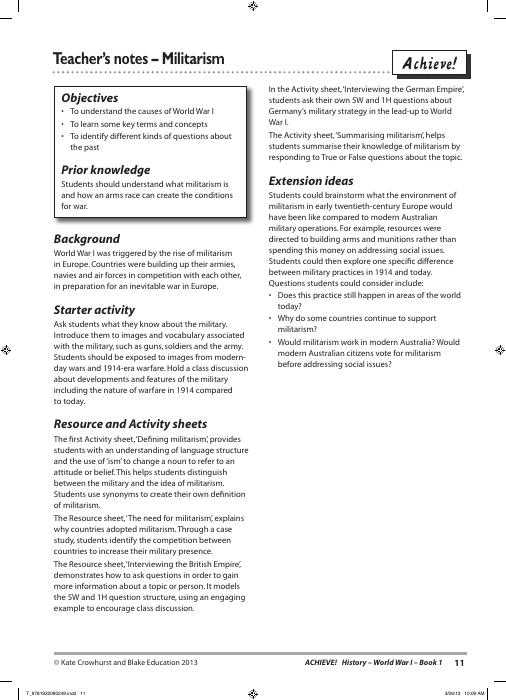 Teacher's notes – Militarism
Achieve!
Objectives
• To understand the causes of World War I
• To learn some key terms and concepts
• To identify different kinds of questions about
the past
Prior knowledge
Students should understand what militarism is
and how an arms race can create the conditions
for war.
Background
World War I was triggered by the rise of militarism
in Europe. Countries were building up their armies,
navies and air forces in competition with each other,
in preparation for an inevitable war in Europe.
Starter activity
Ask students what they know about the military.
Introduce them to images and vocabulary associated
with the military, such as guns, soldiers and the army.
Students should be exposed to images from modern-
day wars and 1914-era warfare. Hold a class discussion
about developments and features of the military
including the nature of warfare in 1914 compared
to today.
Resource and Activity sheets
The first Activity sheet, 'Defining militarism', provides
students with an understanding of language structure
and the use of 'ism' to change a noun to refer to an
attitude or belief. This helps students distinguish
between the military and the idea of militarism.
Students use synonyms to create their own definition
of militarism.
The Resource sheet, 'The need for militarism', explains
why countries adopted militarism. Through a case
study, students identify the competition between
countries to increase their military presence.
The Resource sheet, 'Interviewing the British Empire',
demonstrates how to ask questions in order to gain
more information about a topic or person. It models
the 5W and 1H question structure, using an engaging
example to encourage class discussion.
In the Activity sheet, 'Interviewing the German Empire',
students ask their own 5W and 1H questions about
Germany's military strategy in the lead-up to World
War I.
The Activity sheet, 'Summarising militarism', helps
students summarise their knowledge of militarism by
responding to True or False questions about the topic.
Extension ideas
Students could brainstorm what the environment of
militarism in early twentieth-century Europe would
have been like compared to modern Australian
military operations. For example, resources were
directed to building arms and munitions rather than
spending this money on addressing social issues.
Students could then explore one specific difference
between military practices in 1914 and today.
Questions students could consider include:
• Does this practice still happen in areas of the world
today?
• Why do some countries continue to support
militarism?
• Would militarism work in modern Australia? Would
modern Australian citizens vote for militarism
before addressing social issues?
© Kate Crowhurst and Blake Education 2013
ACHIEVE! History – World War I – Book 1 11
T_9781922090249.indd 11
3/26/13 10:09 AM